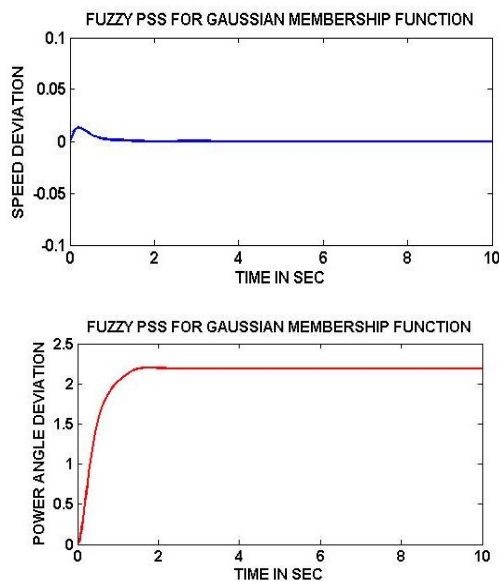 FUZZY PSS FOR GAUSSIAN MEMBERSHIP FUNCTION
0.1
0.05
0
-0.05
-0.1
SPEED DEVIATION
0 2 4 6 8 10
TIME IN SEC
FUZZY PSS FOR GAUSSIAN MEMBERSHIP FUNCTION
2.5
2
1.5
1
0.5
0
POWER ANGLE DEVIATION
0 2 4 6 8 10
TIME IN SEC